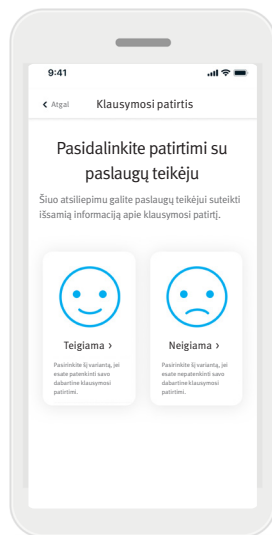 9:41
Atgal Klausymosi patirtis
Pasidalinkite patirtimi su
paslaugų teikėju
Šiuo atsiliepimu galite paslaugų teikėjui suteikti
išsamią informaciją apie klausymosi patirtį.
Teigiama
Pasirinkite šį variantą, jei
esate patenkinti savo
dabartine klausymosi
patirtimi.
Neigiama
Pasirinkite šį variantą, jei
esate nepatenkinti savo
dabartine klausymosi
patirtimi.